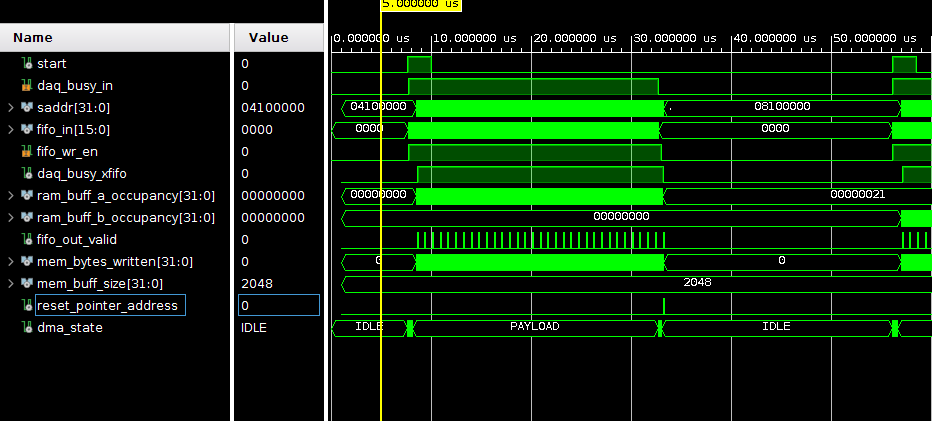 5.000000 us
Name Value
0.000000 us 10.000000 us 20.000000 us 30.000000 us 40.000000 us 50.000000 us
start 0
daq_busy_in 0
saddr[31:0] 04100000 04100000 08100000
fifo_in[15:0] 0000 0000 0000
fifo_wr_en 0
daq_busy_xfifo 0
ram_buff_a_occupancy[31:0] 00000000 00000000 00000021
ram_buff_b_occupancy[31:0] 00000000 00000000
fifo_out_valid 0
mem_bytes_written[31:0] 0 0 0
mem_buff_size[31:0] 2048 2048
reset_pointer_address 0
dma_state IDLE IDLE PAYLOAD IDLE